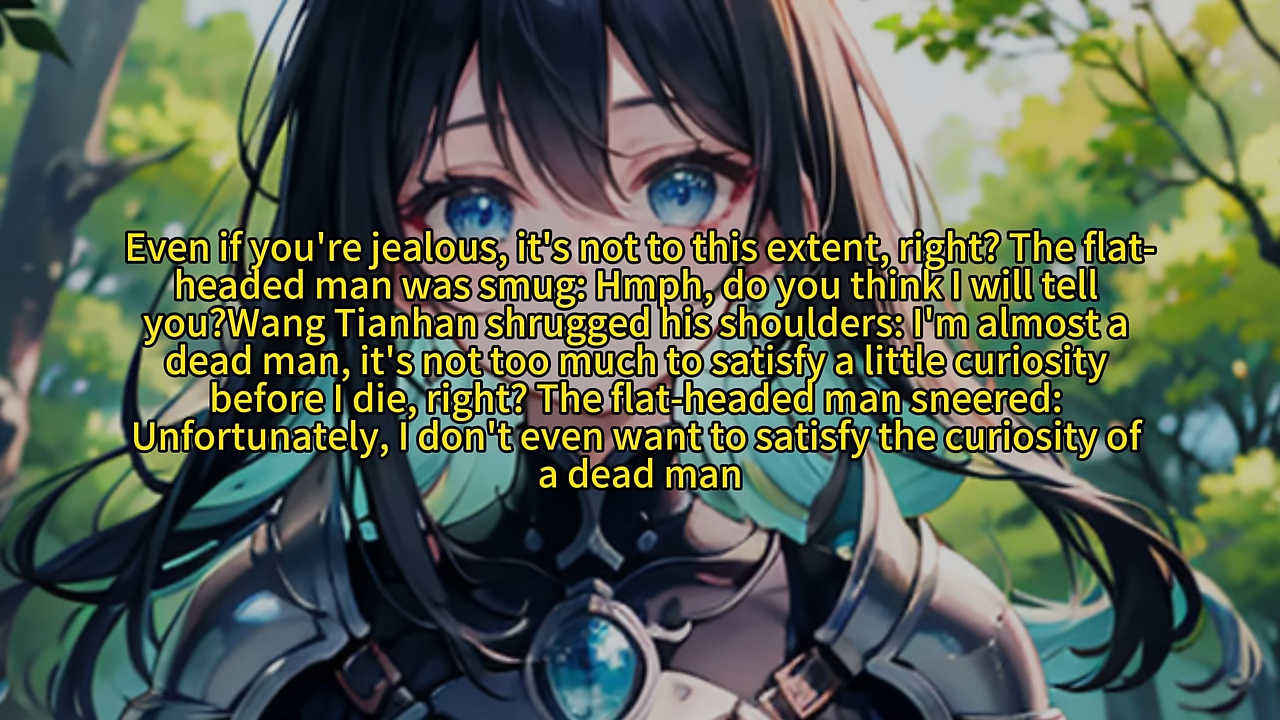 Even if you're jealous, it's not to this extent, right? The flat-
headed man was smug: Hmph, do you think I will tell
you?Wang Tianhan shrugged his shoulders: I'm almost a
dead man, it's not too much to satisfy a little curiosity
before I die, right? The flat-headed man sneered:
Unfortunately, I don't even want to satisfy the curiosity of
a dead man